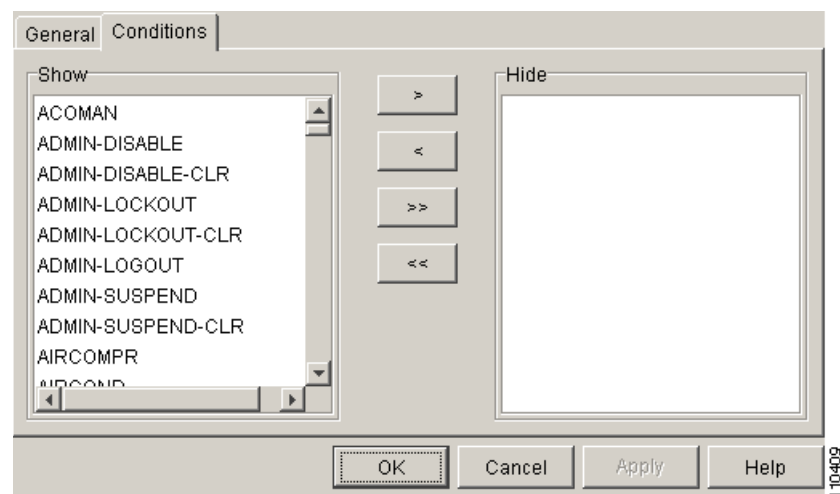 General Conditions
Show
Hide
ACOMAN
ADMIN-DISABLE
ADMIN-DISABLE-CLR
ADMIN-LOCKOUT
ADMIN-LOCKOUT-CLR
ADMIN-LOGOUT
ADMIN-SUSPEND
ADMIN-SUSPEND-CLR
AIRCOMPR
AIRCOND
>
<
>>
<<
OK Cancel Apply Help
10409